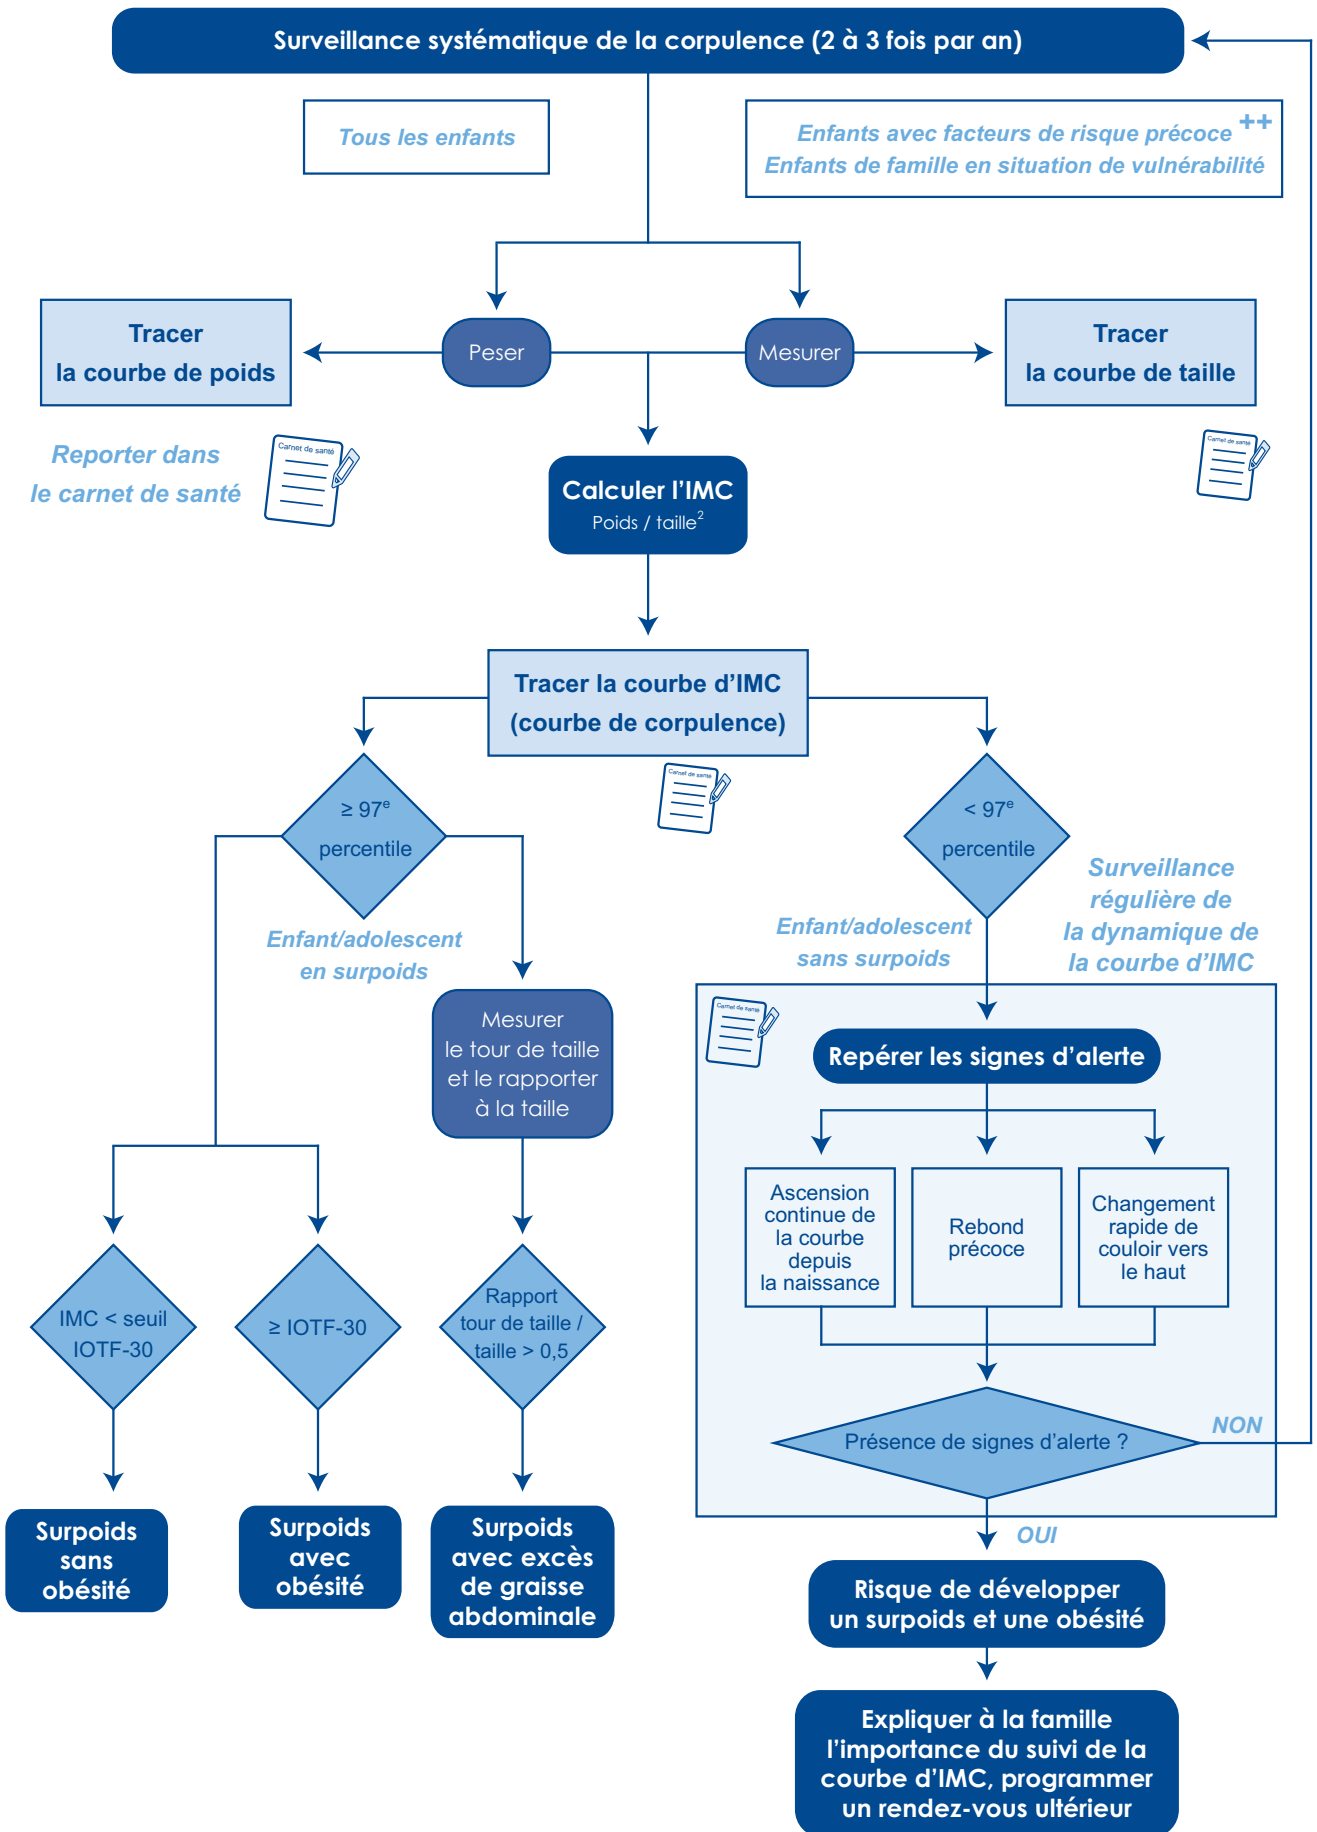 Surveillance systématique de la corpulence (2 à 3 fois par an)
Tous les enfants
Enfants avec facteurs de risque précoce ++
Enfants de famille en situation de vulnérabilité
Tracer
la courbe de poids
Peser
Mesurer
Tracer
la courbe de taille
Reporter dans
le carnet de santé
Carnet de santé
Carnet de santé
Calculer l'IMC
Poids / taille²
Tracer la courbe d'IMC
(courbe de corpulence)
Carnet de santé
≥ 97e
percentile
< 97e
percentile
Enfant/adolescent
en surpoids
Enfant/adolescent
sans surpoids
Surveillance
régulière de
la dynamique de
la courbe d'IMC
Mesurer
le tour de taille
et le rapporter
à la taille
Carnet de santé
Repérer les signes d'alerte
Ascension
continue de
la courbe
depuis
la naissance
Rebond
précoce
Changement
rapide de
couloir vers
le haut
IMC < seuil
IOTF-30
≥ IOTF-30
Rapport
tour de taille /
taille > 0,5
Présence de signes d'alerte ?
NON
OUI
Surpoids
sans
obésité
Surpoids
avec
obésité
Surpoids
avec excès
de graisse
abdominale
Risque de développer
un surpoids et une obésité
Expliquer à la famille
l'importance du suivi de la
courbe d'IMC, programmer
un rendez-vous ultérieur